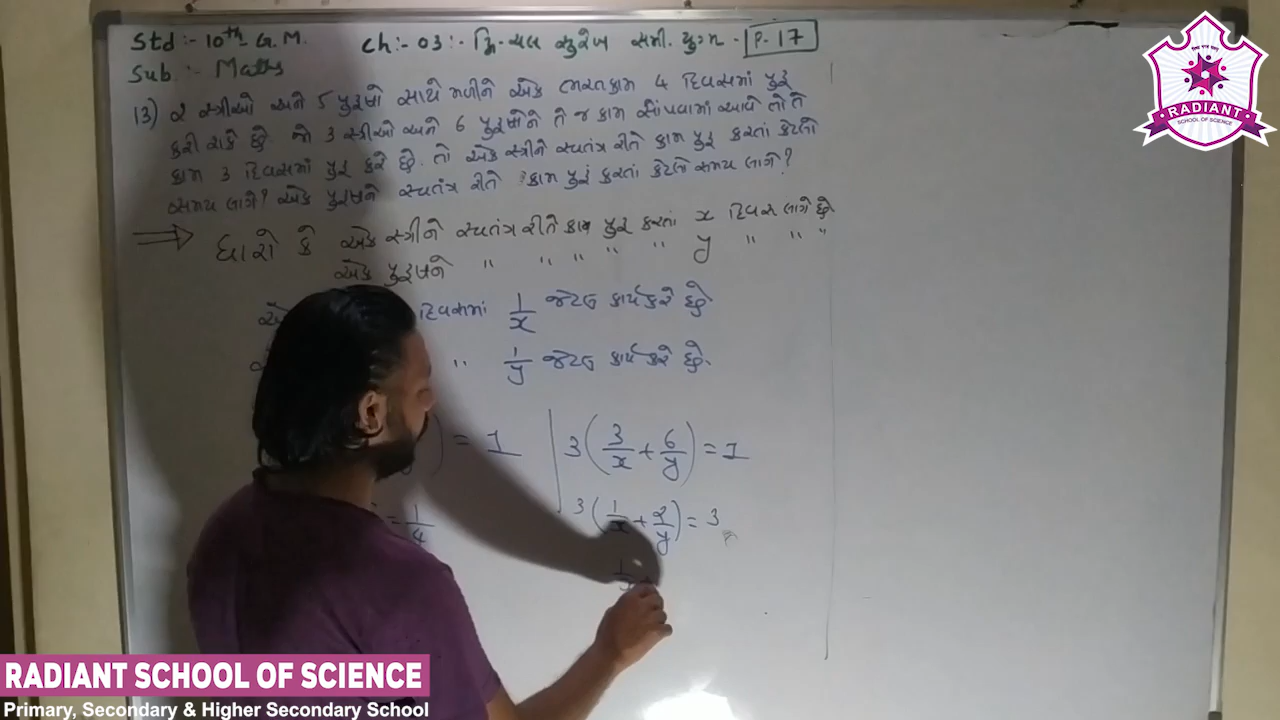 Std :- 10th G.M. Ch :- 03 :- દ્વિ-ચલ સુરેખ સમી. યુગ્મ - P-17
Sub :- Maths
13) ૨ સ્ત્રીઓ અને 5 પુરુષો સાથે મળીને એક ભરતકામ 4 દિવસમાં પુરૂ
કરી શકે છે. જો 3 સ્ત્રીઓ અને 6 પુરુષોને તે જ કામ સોંપવામાં આવે તો તે
કામ 3 દિવસમાં પુરૂ કરે છે. તો એક સ્ત્રીને સ્વતંત્ર રીતે કામ પુરૂ કરતાં કેટલો
સમય લાગે? એક પુરુષને સ્વતંત્ર રીતે કામ પુરું કરતાં કેટલો સમય લાગે?
ધારો કે એક સ્ત્રીને સ્વતંત્ર રીતે કામ પુરૂ કરતાં x દિવસ લાગે છે
એક પુરુષને " " " " " " y " " "
દિવસમાં 1/x જેટલુ કાર્ય કરે છે
" 1/y જેટલુ કાર્ય કરે છે.
) = 1 | 3(3/x + 6/y) = 1
= 1/4 3(1/x + 2/y) = 3
RADIANT
SCHOOL OF SCIENCE
RADIANT SCHOOL OF SCIENCE
Primary, Secondary & Higher Secondary School